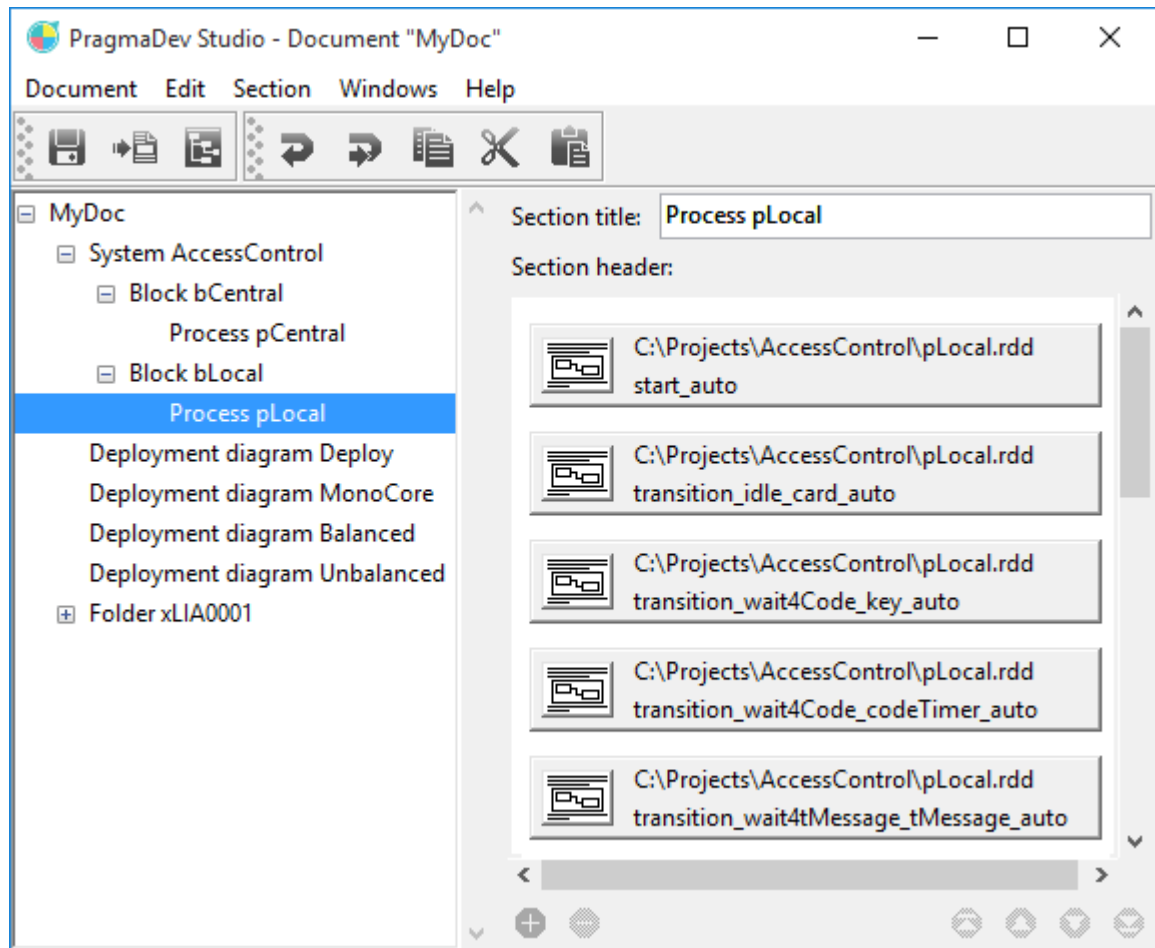 PragmaDev Studio - Document "MyDoc"
Document Edit Section Windows Help
MyDoc
System AccessControl
Block bCentral
Process pCentral
Block bLocal
Process pLocal
Deployment diagram Deploy
Deployment diagram MonoCore
Deployment diagram Balanced
Deployment diagram Unbalanced
Folder xLIA0001
Section title: Process pLocal
Section header:
C:\Projects\AccessControl\pLocal.rdd
start_auto
C:\Projects\AccessControl\pLocal.rdd
transition_idle_card_auto
C:\Projects\AccessControl\pLocal.rdd
transition_wait4Code_key_auto
C:\Projects\AccessControl\pLocal.rdd
transition_wait4Code_codeTimer_auto
C:\Projects\AccessControl\pLocal.rdd
transition_wait4tMessage_tMessage_auto